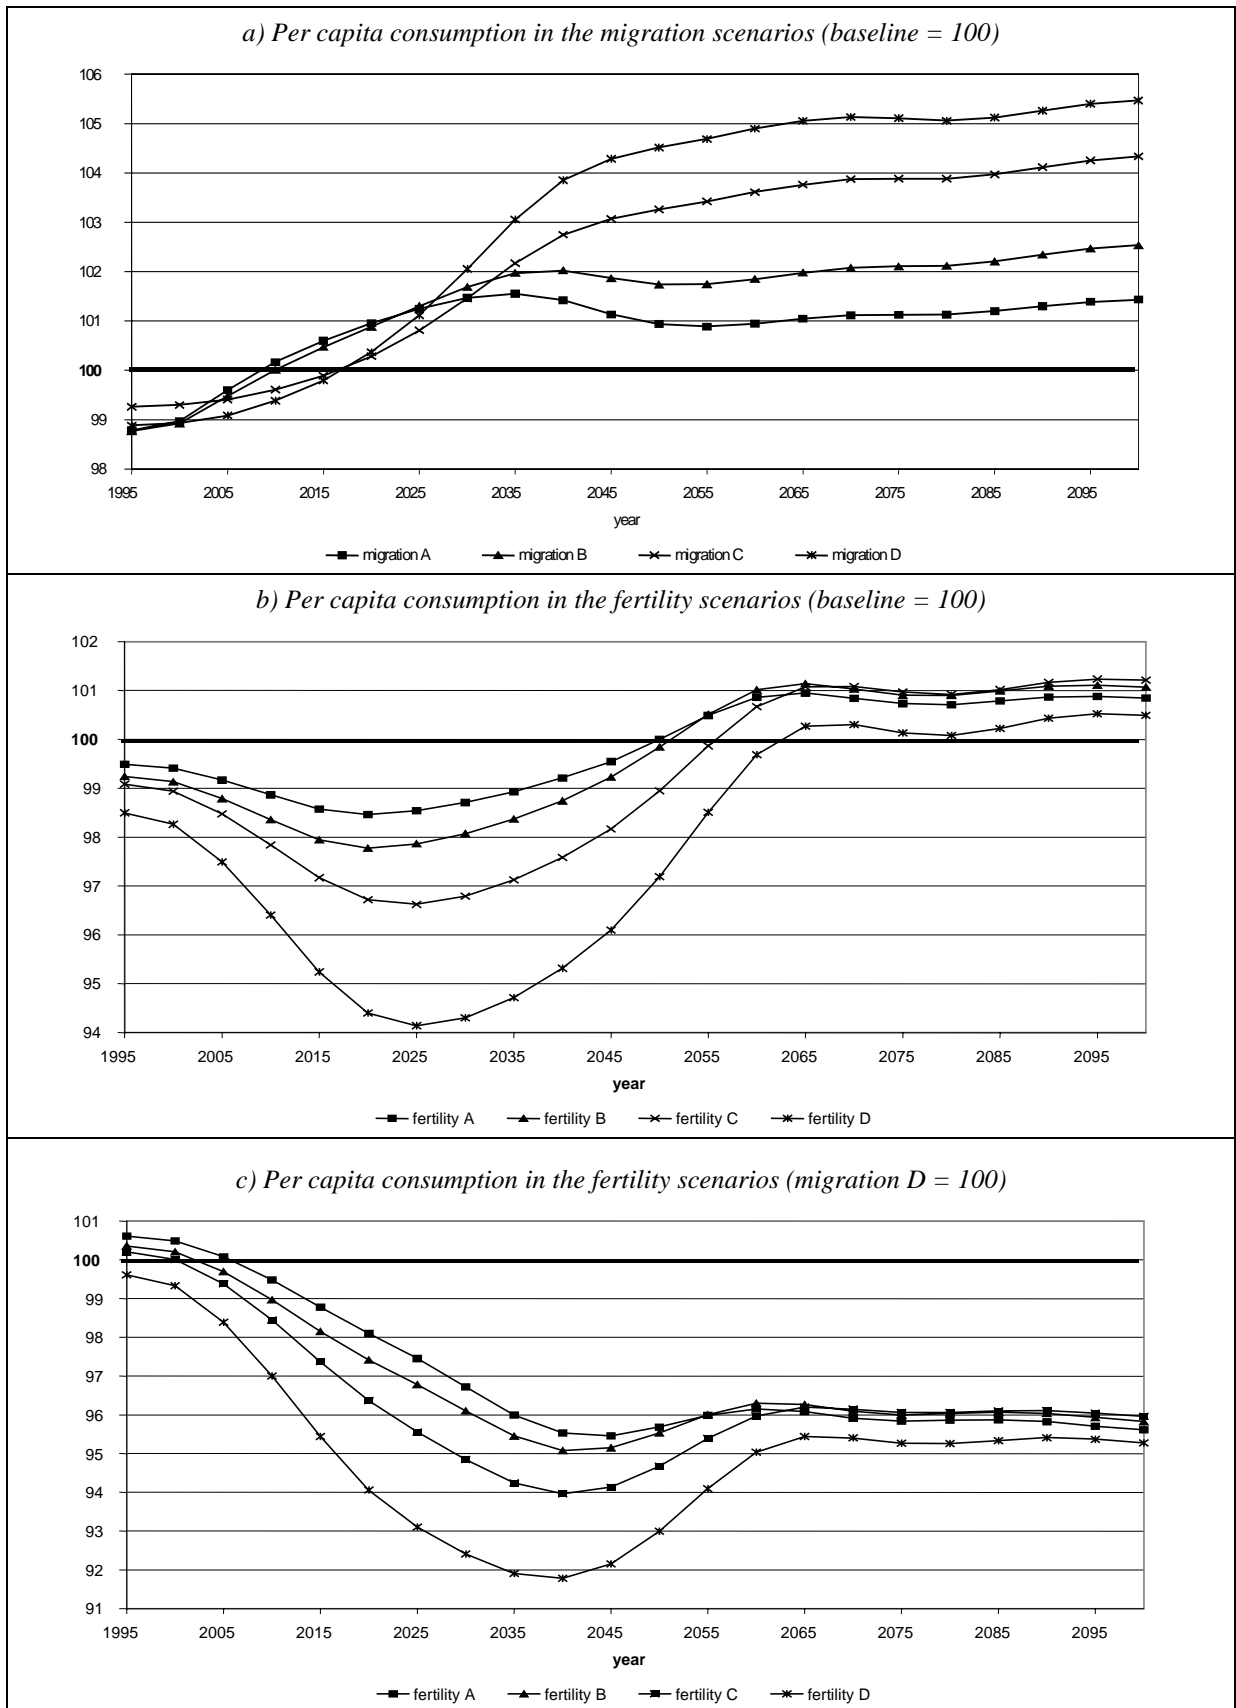 a) Per capita consumption in the migration scenarios (baseline = 100)
106
105
104
103
102
101
100
99
98
1995 2005 2015 2025 2035 2045 2055 2065 2075 2085 2095
year
migration A migration B migration C migration D
b) Per capita consumption in the fertility scenarios (baseline = 100)
102
101
100
99
98
97
96
95
94
1995 2005 2015 2025 2035 2045 2055 2065 2075 2085 2095
year
fertility A fertility B fertility C fertility D
c) Per capita consumption in the fertility scenarios (migration D = 100)
101
100
99
98
97
96
95
94
93
92
91
1995 2005 2015 2025 2035 2045 2055 2065 2075 2085 2095
year
fertility A fertility B fertility C fertility D